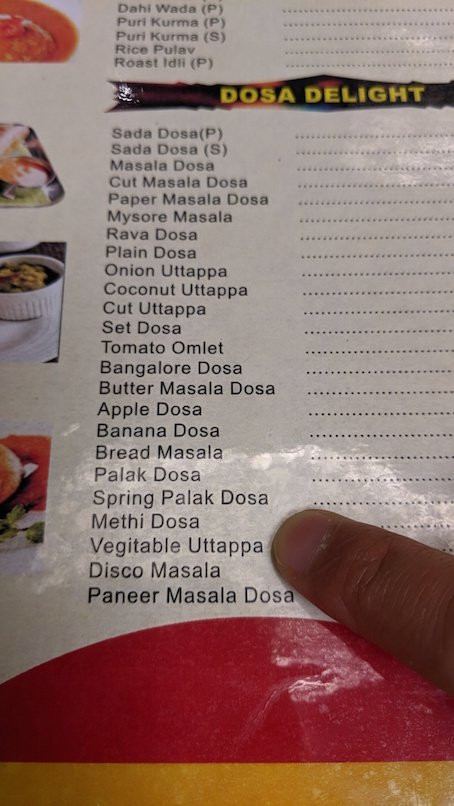 Dahi Wada (P)
Puri Kurma (P)
Puri Kurma (S)
Rice Pulav
Roast Idli (P)
DOSA DELIGHT
Sada Dosa(P)
Sada Dosa (S)
Masala Dosa
Cut Masala Dosa
Paper Masala Dosa
Mysore Masala
Rava Dosa
Plain Dosa
Onion Uttappa
Coconut Uttappa
Cut Uttappa
Set Dosa
Tomato Omlet
Bangalore Dosa
Butter Masala Dosa
Apple Dosa
Banana Dosa
Bread Masala
Palak Dosa
Spring Palak Dosa
Methi Dosa
Vegitable Uttappa
Disco Masala
Paneer Masala Dosa